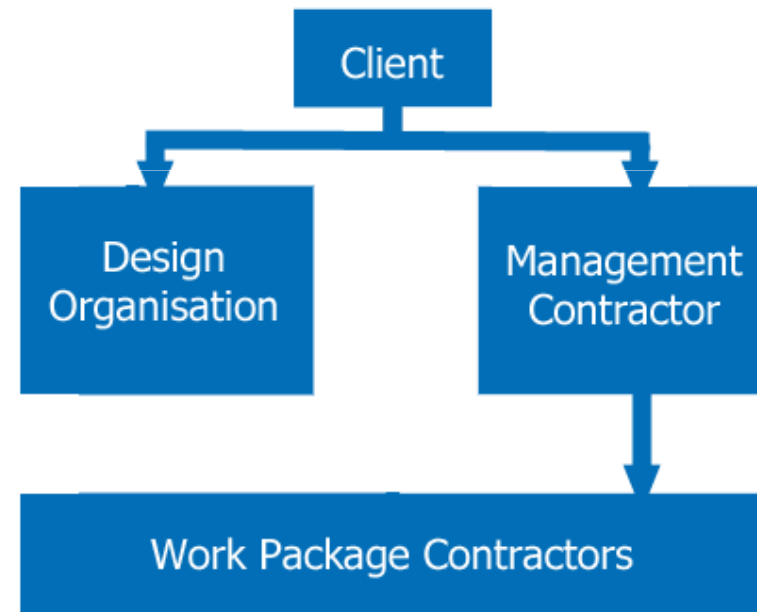 Client
Design
Organisation
Management
Contractor
Work Package Contractors